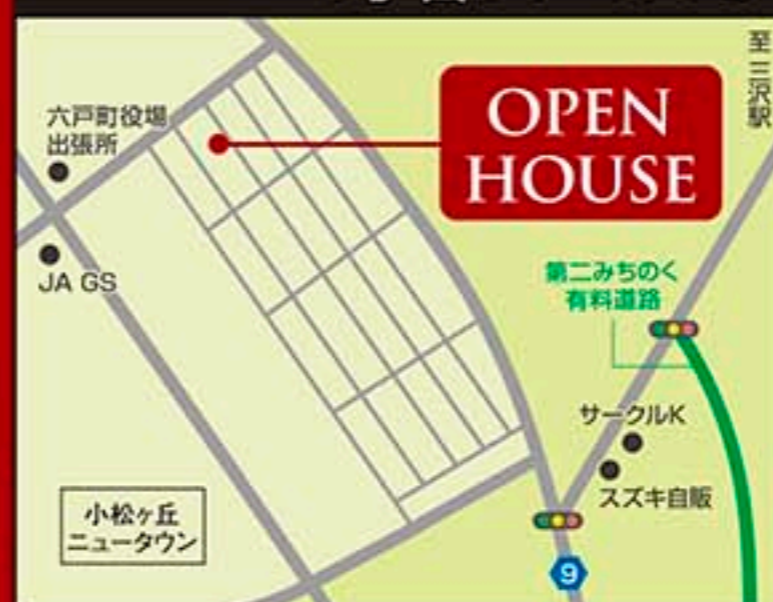 至三沢駅
六戸町役場
出張所
OPEN
HOUSE
JA GS
第二みちのく
有料道路
サークルK
スズキ自販
小松ヶ丘
ニュータウン
9